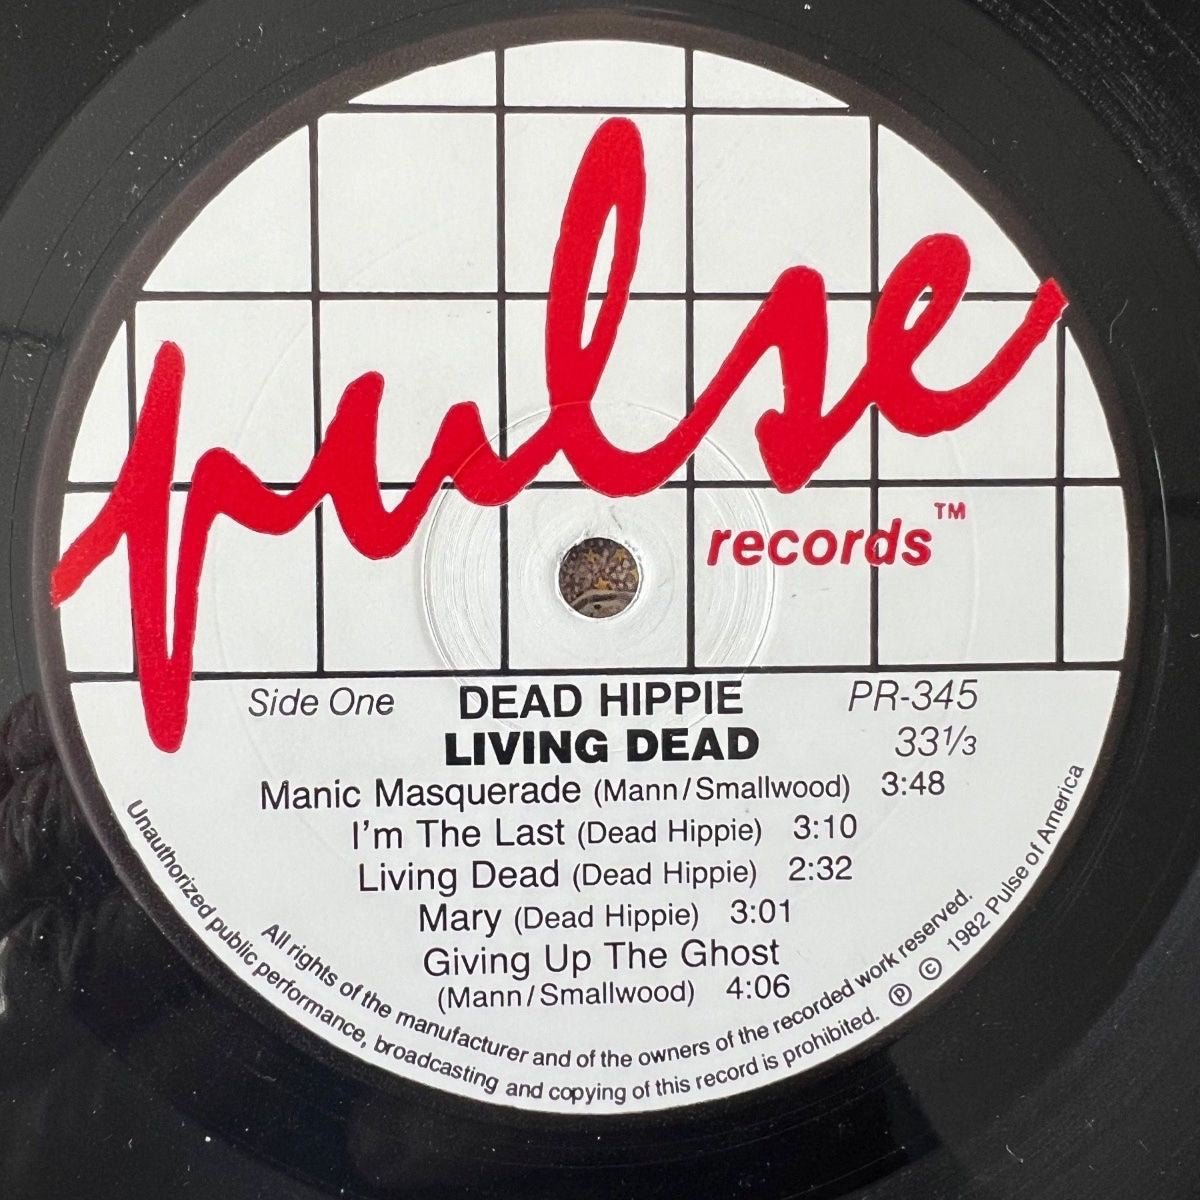 pulse
records™
Side One
DEAD HIPPIE
PR-345
LIVING DEAD
33⅓
Manic Masquerade (Mann/Smallwood) 3:48
I'm The Last (Dead Hippie) 3:10
Living Dead (Dead Hippie) 2:32
Mary (Dead Hippie) 3:01
Giving Up The Ghost
(Mann/Smallwood) 4:06
All rights of the manufacturer and of the owners of the recorded work reserved.
Unauthorized public performance, broadcasting and copying of this record is prohibited. ℗ © 1982 Pulse of America